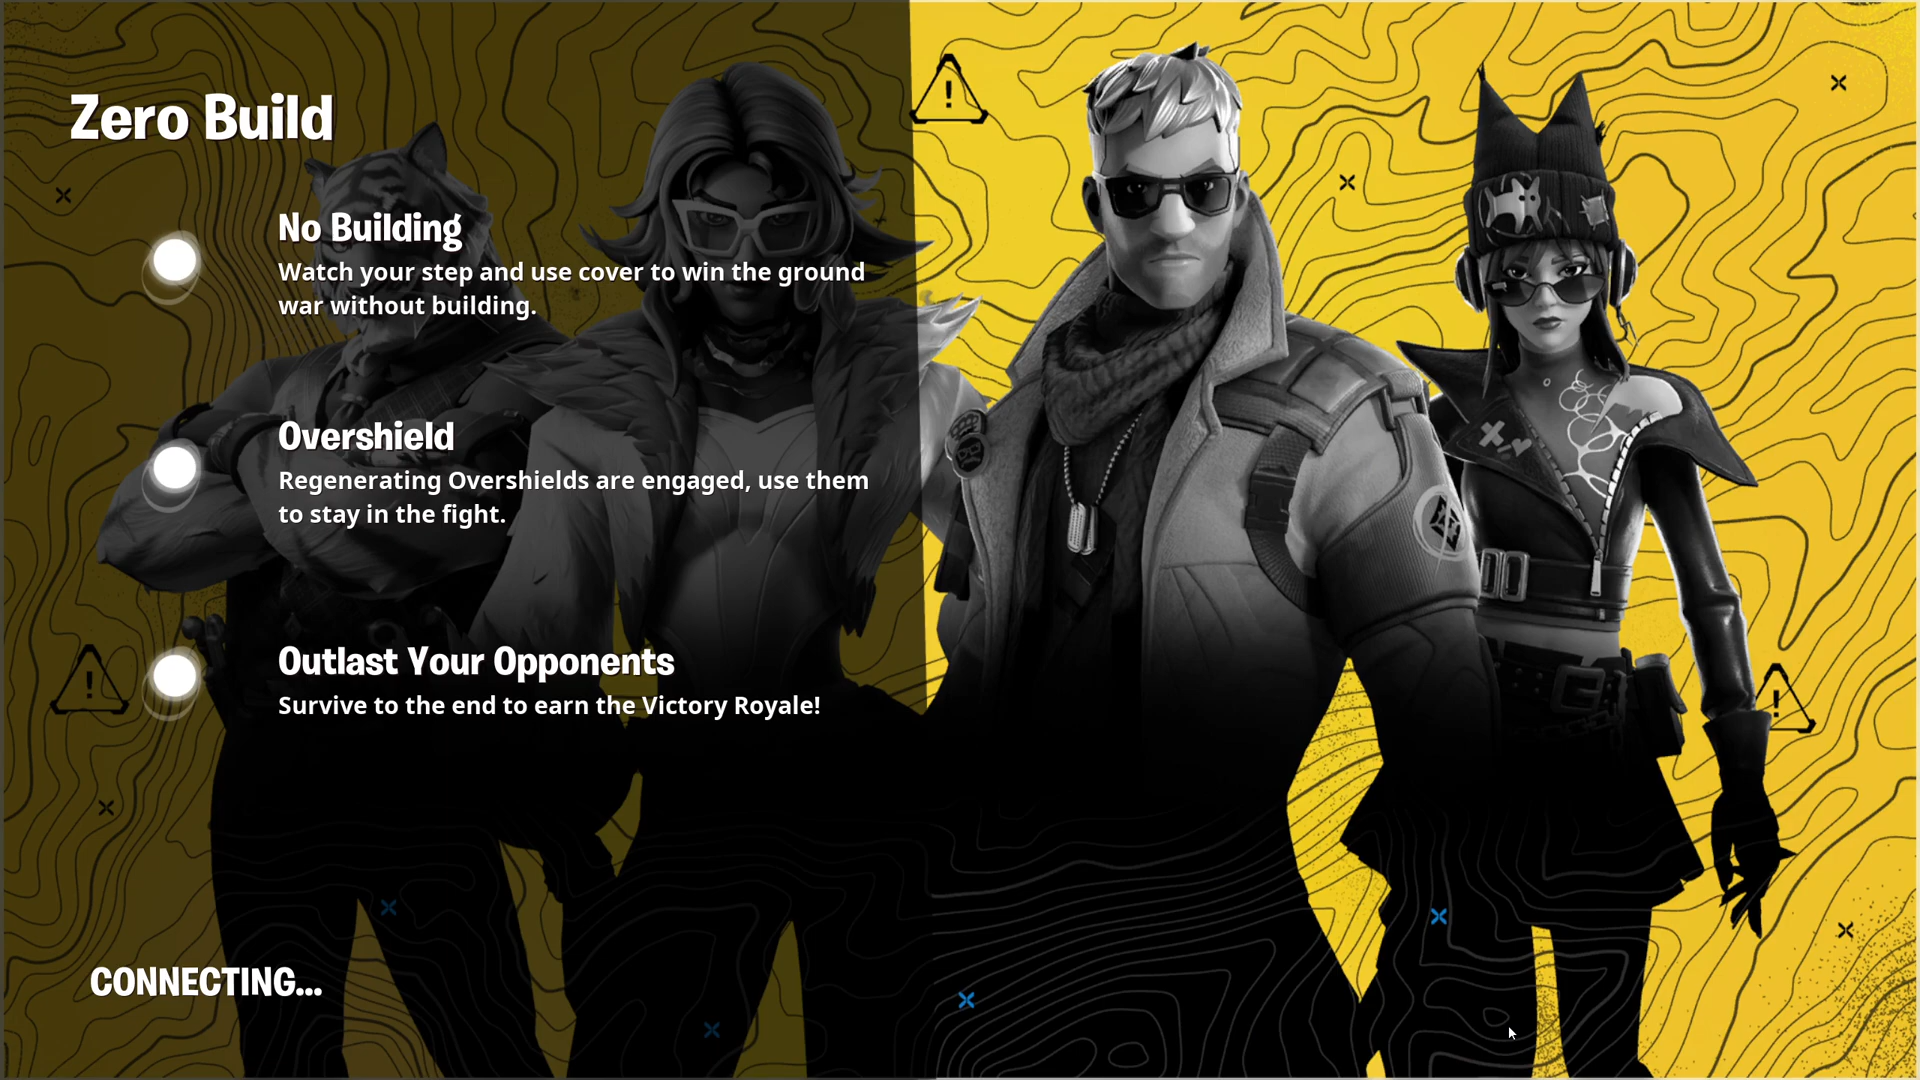 Zero Build
No Building
Watch your step and use cover to win the ground
war without building.
Overshield
Regenerating Overshields are engaged, use them
to stay in the fight.
Outlast Your Opponents
Survive to the end to earn the Victory Royale!
CONNECTING...